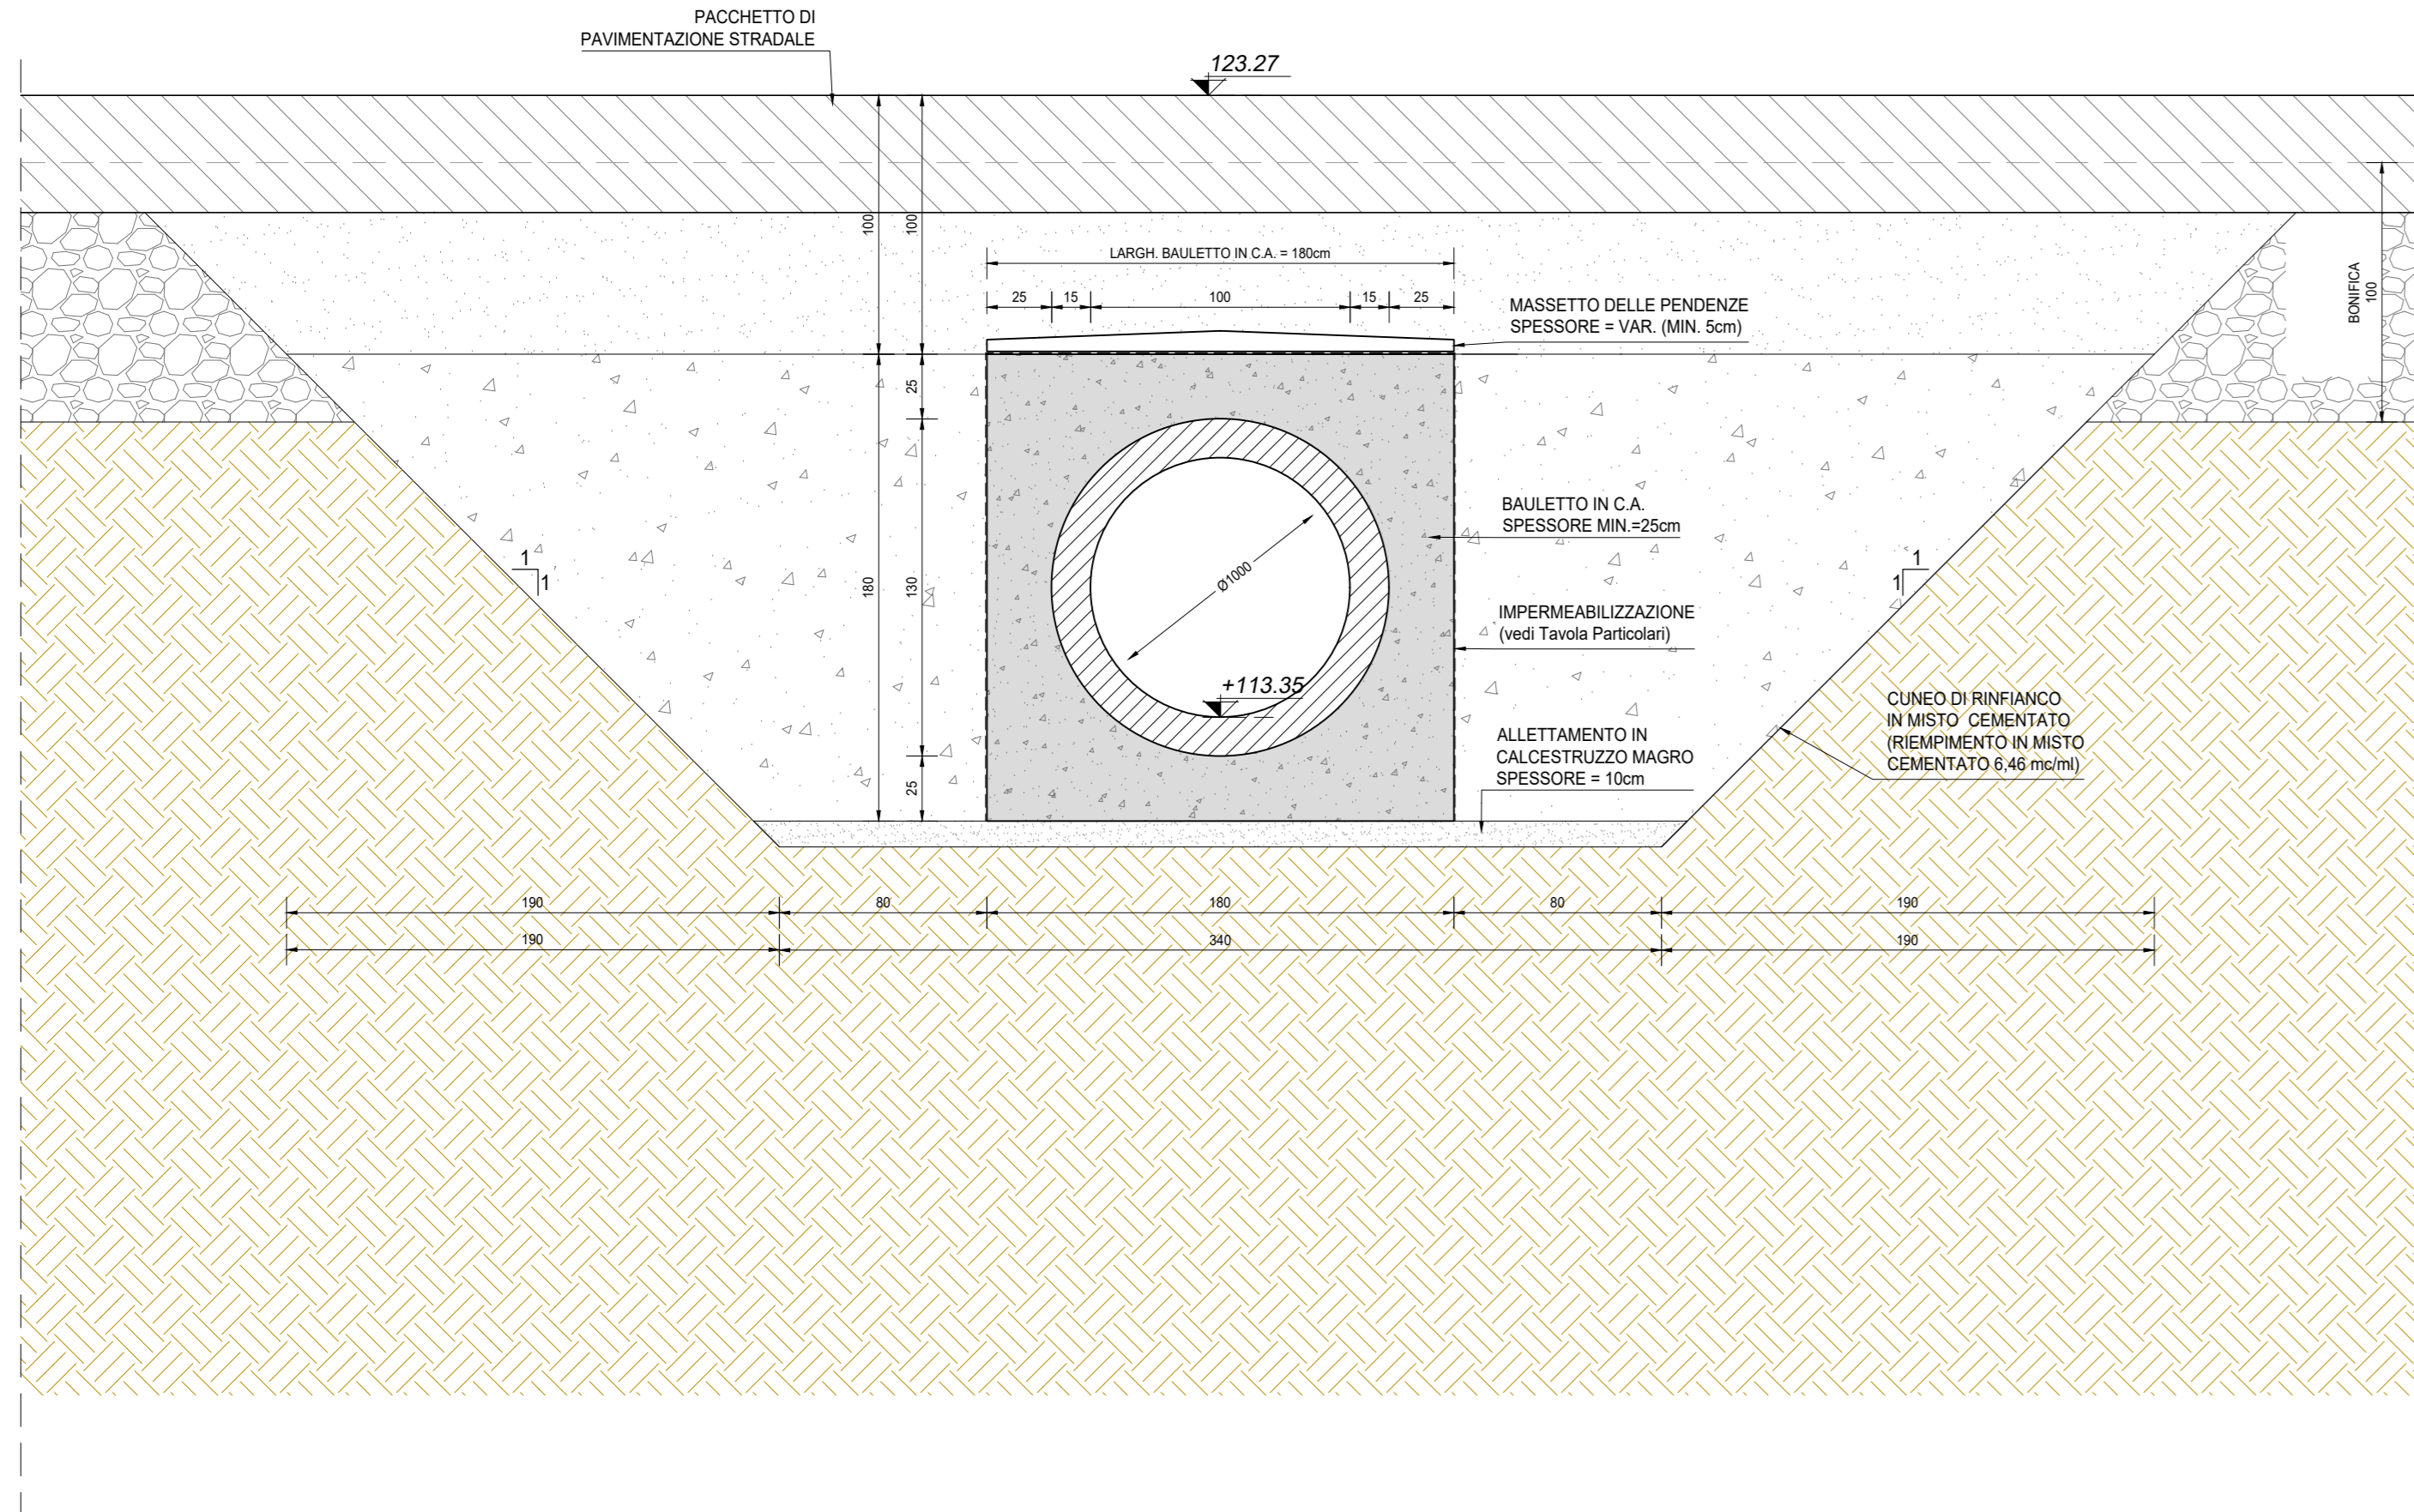 PACCHETTO DI
PAVIMENTAZIONE STRADALE
123.27
100
100
LARGH. BAULETTO IN C.A. = 180cm
25
15
100
15
25
MASSETTO DELLE PENDENZE
SPESSORE = VAR. (MIN. 5cm)
BONIFICA
100
25
BAULETTO IN C.A.
SPESSORE MIN.=25cm
1
1
180
130
Ø1000
1
1
IMPERMEABILIZZAZIONE
(vedi Tavola Particolari)
+113.35
CUNEO DI RINFIANCO
IN MISTO CEMENTATO
(RIEMPIMENTO IN MISTO
CEMENTATO 6,46 mc/ml)
ALLETTAMENTO IN
CALCESTRUZZO MAGRO
SPESSORE = 10cm
25
190
80
180
80
190
190
340
190